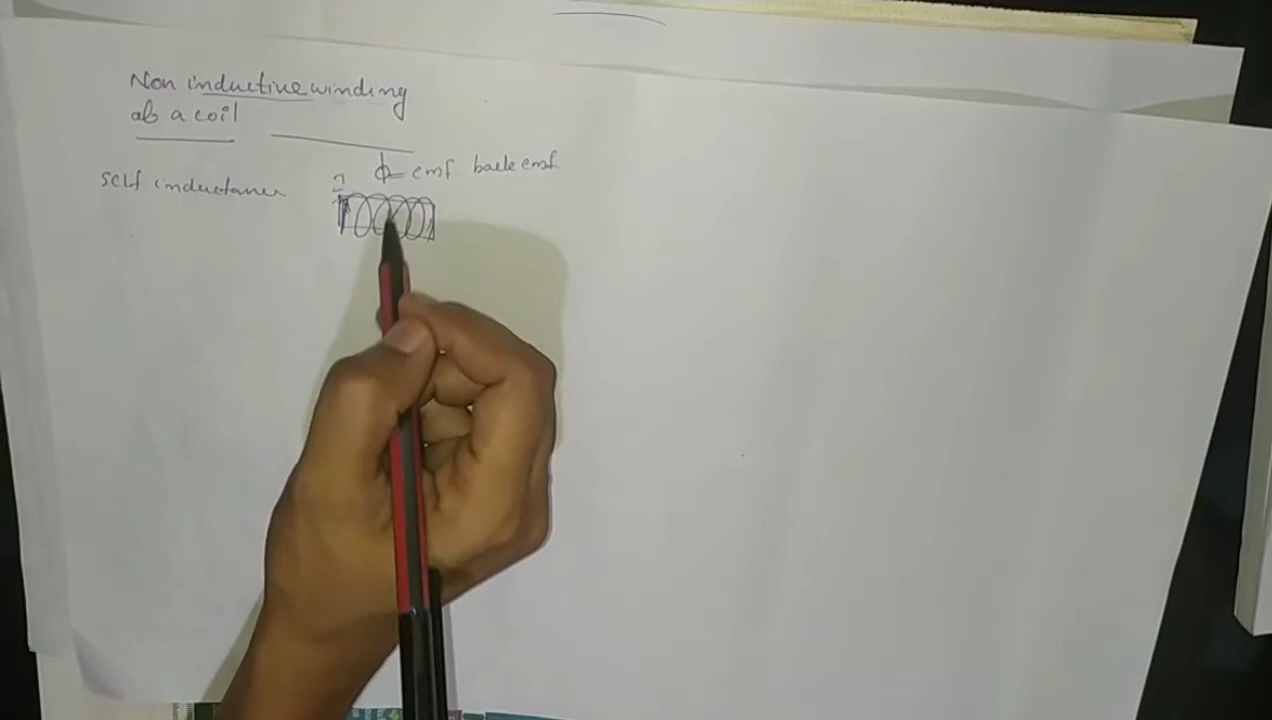 Non inductive winding
of a coil
self inductance
φ emf back emf